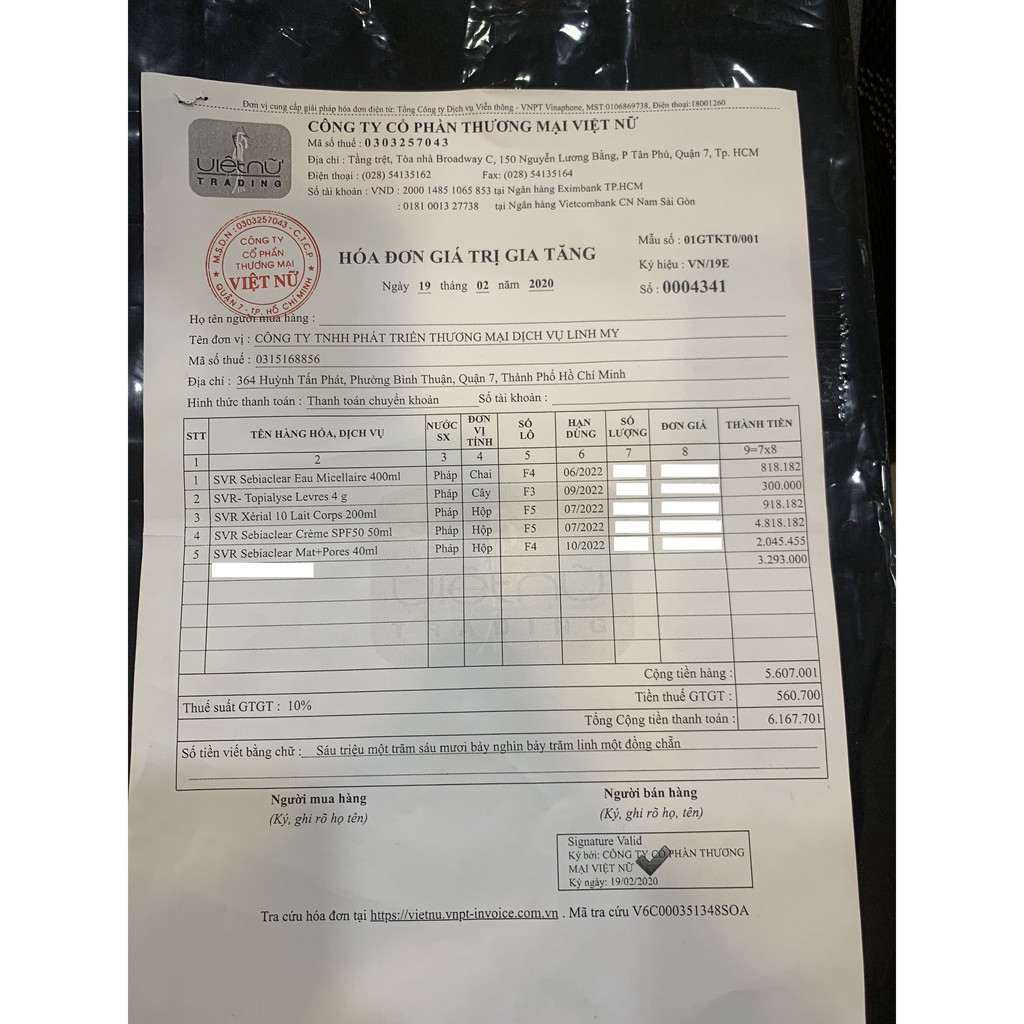 Đơn vị cung cấp giải pháp hóa đơn điện tử: Tổng Công ty Dịch vụ Viễn thông - VNPT Vinaphone, MST:0106869738, Điện thoại:18001260
ViệtNữ
TRADING
CÔNG TY CỔ PHẦN THƯƠNG MẠI VIỆT NỮ
Mã số thuế : 0303257043
Địa chỉ : Tầng trệt, Tòa nhà Broadway C, 150 Nguyễn Lương Bằng, P Tân Phú, Quận 7, Tp. HCM
Điện thoại : (028) 54135162 Fax: (028) 54135164
Số tài khoản : VND : 2000 1485 1065 853 tại Ngân hàng Eximbank TP.HCM
: 0181 0013 27738 tại Ngân hàng Vietcombank CN Nam Sài Gòn
M.S.D.N : 0303257043 - C.T.C.P
CÔNG TY
CỔ PHẦN
THƯƠNG MẠI
VIỆT NỮ
QUẬN 7 - TP. HỒ CHÍ MINH
HÓA ĐƠN GIÁ TRỊ GIA TĂNG
Ngày 19 tháng 02 năm 2020
Mẫu số : 01GTKT0/001
Ký hiệu : VN/19E
Số : 0004341
Họ tên người mua hàng :
Tên đơn vị : CÔNG TY TNHH PHÁT TRIỂN THƯƠNG MẠI DỊCH VỤ LINH MY
Mã số thuế : 0315168856
Địa chỉ : 364 Huỳnh Tấn Phát, Phường Bình Thuận, Quận 7, Thành Phố Hồ Chí Minh
Hình thức thanh toán : Thanh toán chuyển khoản Số tài khoản :
STT TÊN HÀNG HÓA, DỊCH VỤ NƯỚC SX ĐƠN VỊ TÍNH SỐ LÔ HẠN DÙNG SỐ LƯỢNG ĐƠN GIÁ THÀNH TIỀN
1 2 3 4 5 6 7 8 9=7x8
1 SVR Sebiaclear Eau Micellaire 400ml Pháp Chai F4 06/2022 818.182
2 SVR- Topialyse Levres 4 g Pháp Cây F3 09/2022 300.000
3 SVR Xérial 10 Lait Corps 200ml Pháp Hộp F5 07/2022 918.182
4 SVR Sebiaclear Crème SPF50 50ml Pháp Hộp F5 07/2022 4.818.182
5 SVR Sebiaclear Mat+Pores 40ml Pháp Hộp F4 10/2022 2.045.455
3.293.000
ViệtNữ
TRADING
Cộng tiền hàng : 5.607.001
Thuế suất GTGT : 10% Tiền thuế GTGT : 560.700
Tổng Cộng tiền thanh toán : 6.167.701
Số tiền viết bằng chữ : Sáu triệu một trăm sáu mươi bảy nghìn bảy trăm linh một đồng chẵn
Người mua hàng Người bán hàng
(Ký, ghi rõ họ tên) (Ký, ghi rõ họ, tên)
Signature Valid
Ký bởi: CÔNG TY CỔ PHẦN THƯƠNG
MẠI VIỆT NỮ
Ký ngày: 19/02/2020
Tra cứu hóa đơn tại https://vietnu.vnpt-invoice.com.vn . Mã tra cứu V6C000351348SOA